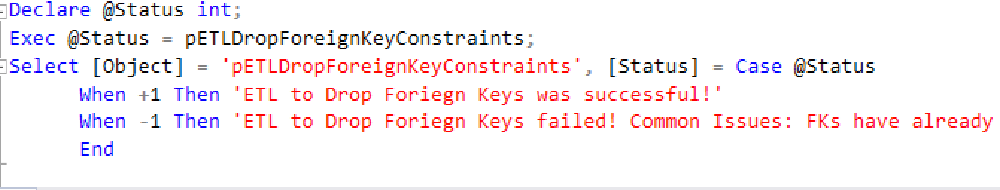 Declare @Status int;
Exec @Status = pETLDropForeignKeyConstraints;
Select [Object] = 'pETLDropForeignKeyConstraints', [Status] = Case @Status
When +1 Then 'ETL to Drop Foriegn Keys was successful!'
When -1 Then 'ETL to Drop Foriegn Keys failed! Common Issues: FKs have already
End